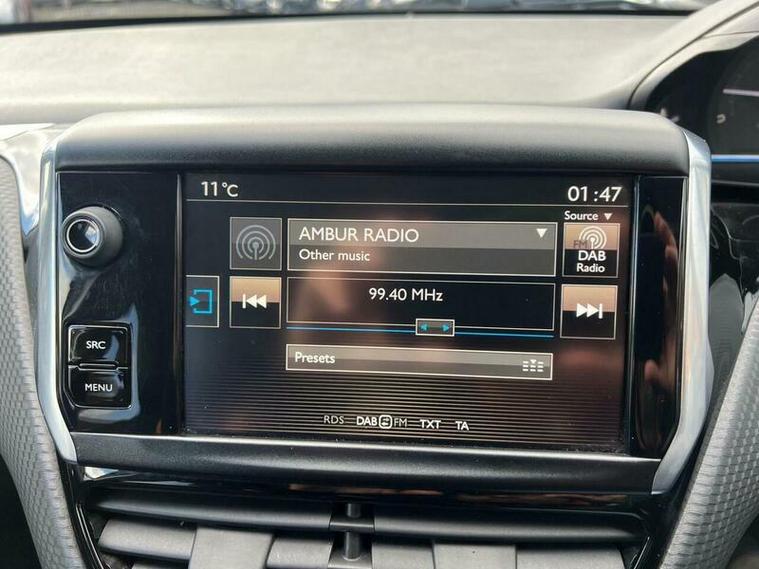 11°C
01:47
Source ▼
AMBUR RADIO
Other music
FM
DAB
Radio
99.40 MHz
SRC
MENU
Presets
RDS DAB FM TXT TA